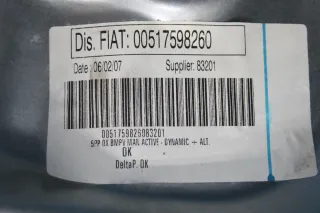 Dis. FIAT: 00517598260
Date : 06/02/07 Supplier: 83201
0051759826083201
SPP DX BMPV MAN ACTIVE - DYNAMIC + ALT.
OK
DeltaP. OK